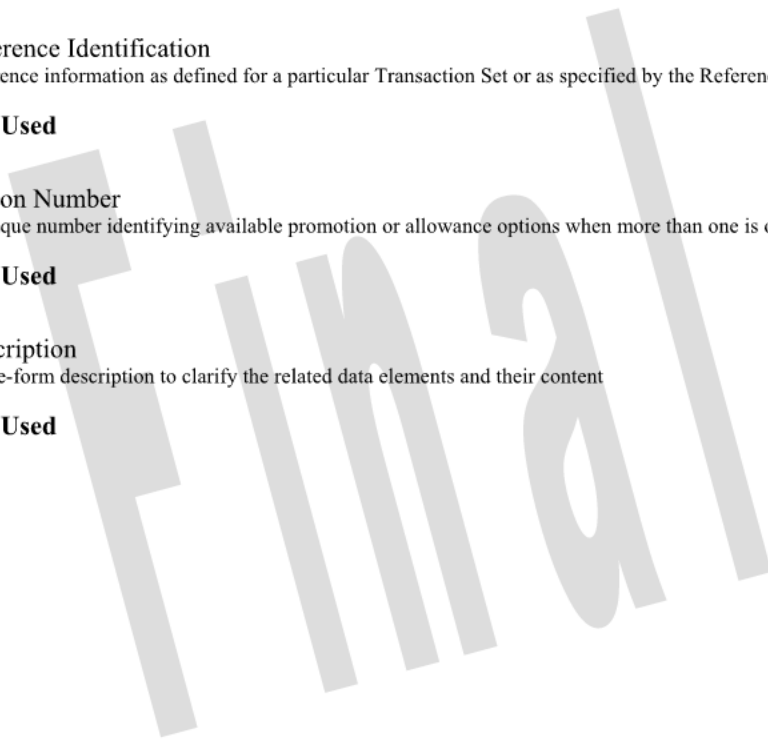 erence Identification
ence information as defined for a particular Transaction Set or as specified by the Referen
Used
on Number
que number identifying available promotion or allowance options when more than one is
Used
cription
e-form description to clarify the related data elements and their content
Used
Final